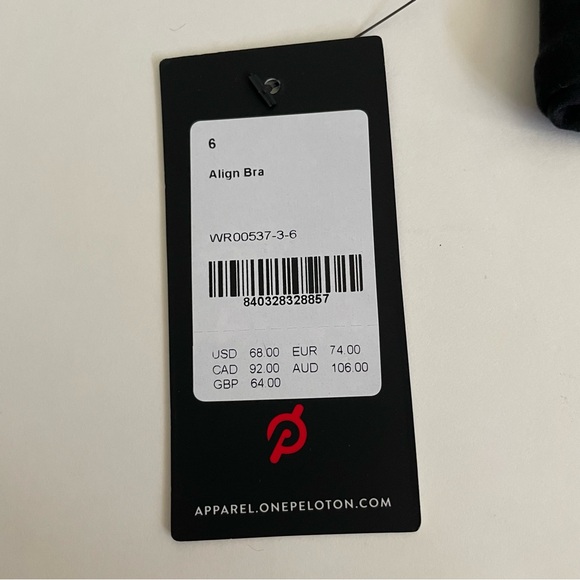 6
Align Bra
WR00537-3-6
840328328857
USD 68.00 EUR 74.00
CAD 92.00 AUD 106.00
GBP 64.00
APPAREL.ONEPELOTON.COM